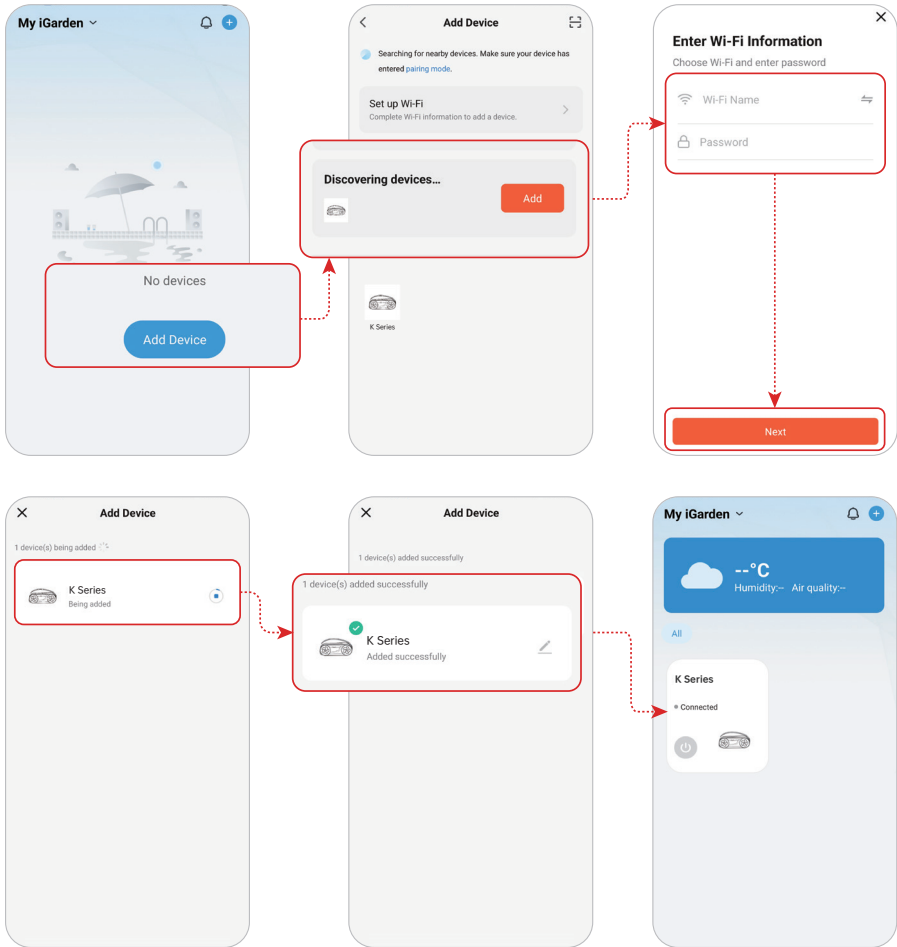 My iGarden
No devices
Add Device
Add Device
Searching for nearby devices. Make sure your device has
entered pairing mode.
Set up Wi-Fi
Complete Wi-Fi information to add a device.
Discovering devices...
Add
K Series
Enter Wi-Fi Information
Choose Wi-Fi and enter password
Wi-Fi Name
Password
Next
Add Device
1 device(s) being added
K Series
Being added
Add Device
1 device(s) added successfully
1 device(s) added successfully
K Series
Added successfully
My iGarden
--°C
Humidity:-- Air quality:--
All
K Series
Connected